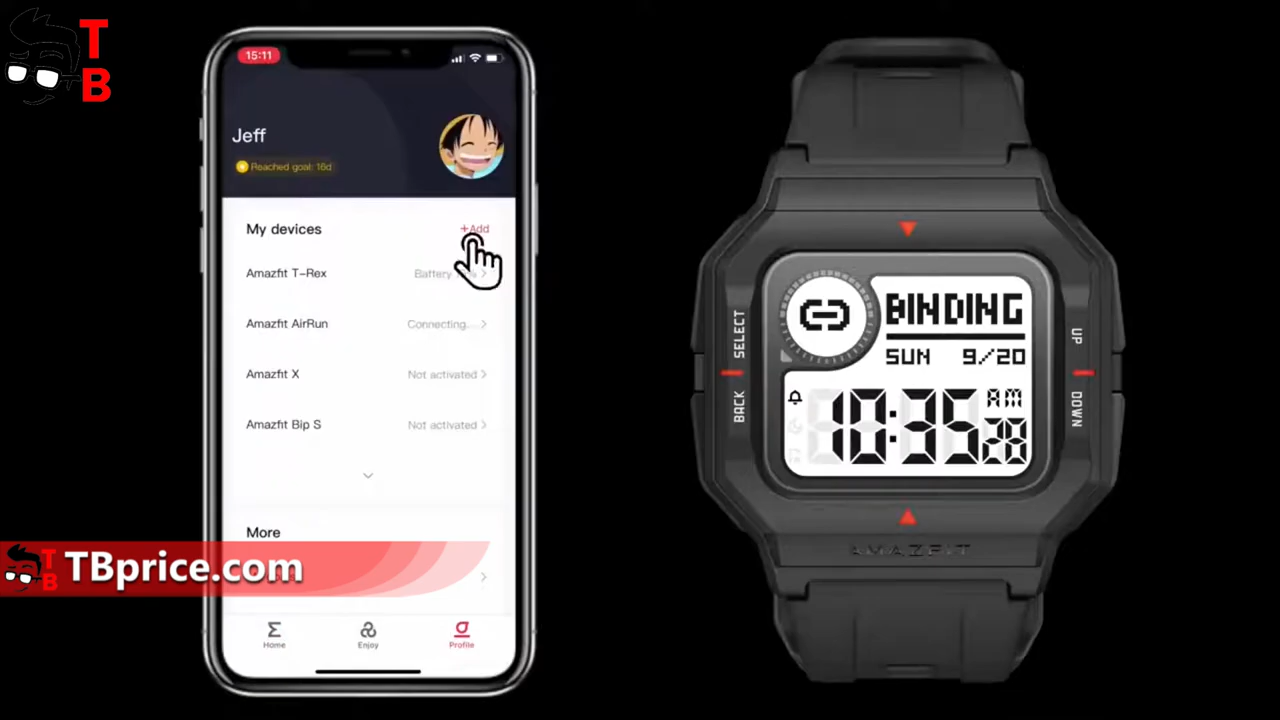 T
B
15:11
Jeff
Reached goal: 16d
My devices
+Add
Amazfit T-Rex
Battery
Amazfit AirRun
Connecting...
Amazfit X
Not activated
Amazfit Bip S
Not activated
More
TB
TBprice.com
Home
Enjoy
Profile
BINDING
SUN 9/20
10:35 AM
28
SELECT
BACK
UP
DOWN
AMAZFIT